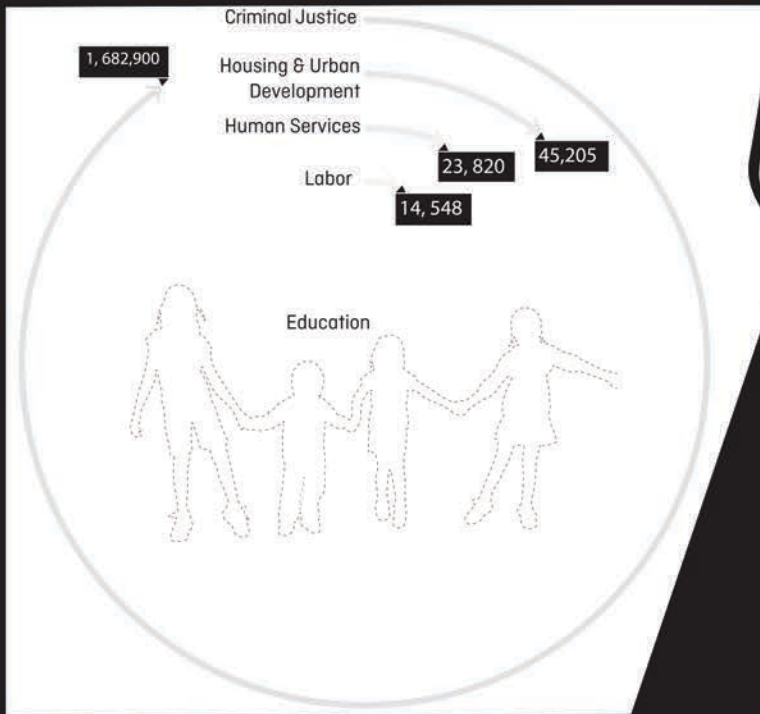 Criminal Justice
1, 682,900
Housing & Urban
Development
45,205
Human Services
23, 820
Labor
14, 548
Education